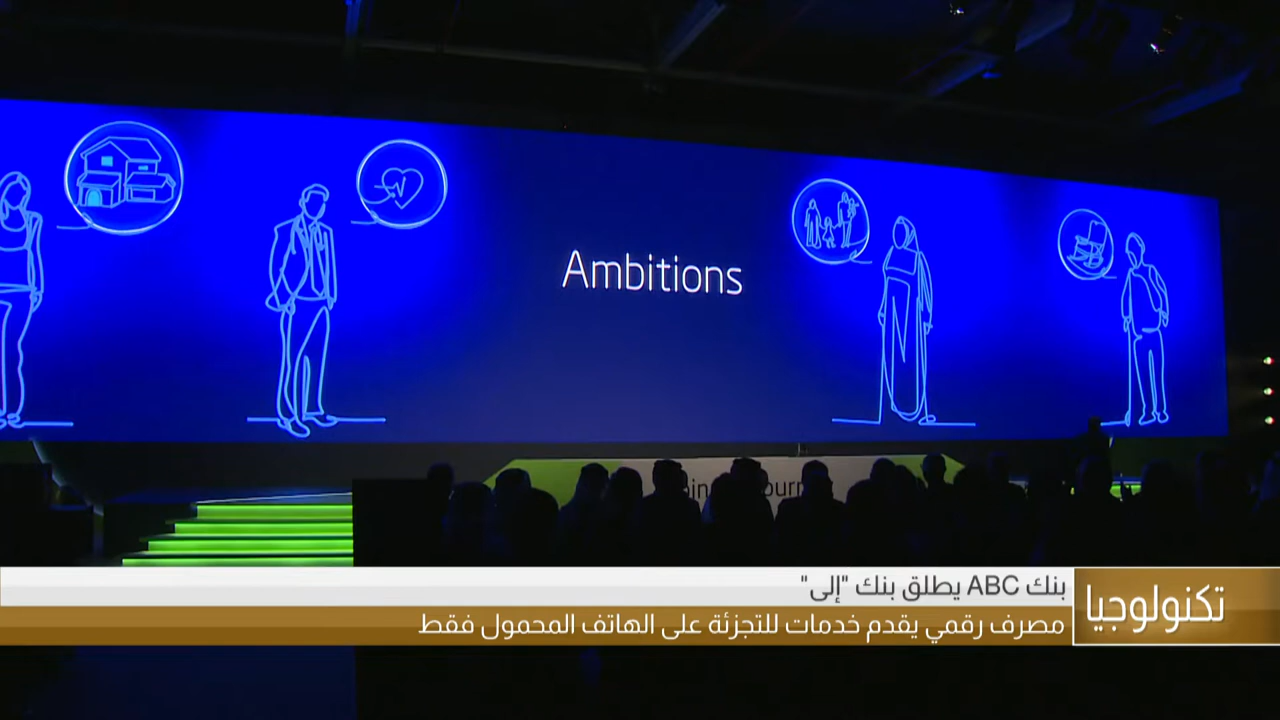 Ambitions
بنك ABC يطلق بنك "إلى"
تكنولوجيا
مصرف رقمي يقدم خدمات للتجزئة على الهاتف المحمول فقط